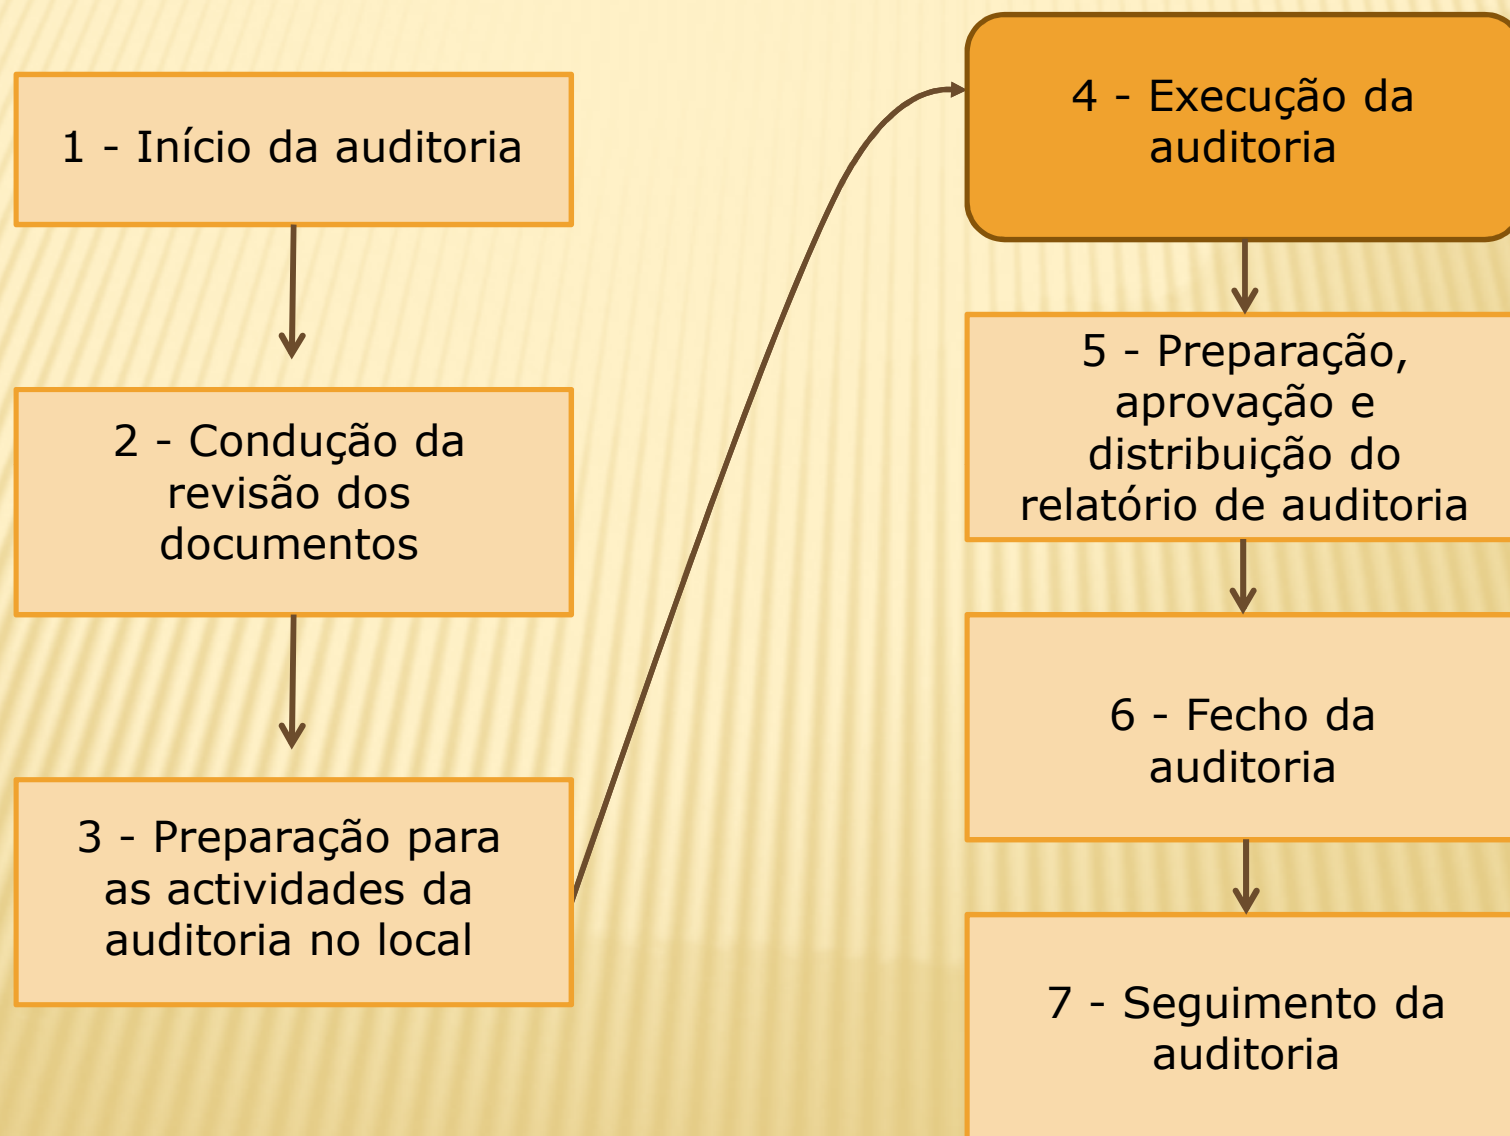 1 - Início da auditoria
2 - Condução da
revisão dos
documentos
3 - Preparação para
as actividades da
auditoria no local
4 - Execução da
auditoria
5 - Preparação,
aprovação e
distribuição do
relatório de auditoria
6 - Fecho da
auditoria
7 - Seguimento da
auditoria